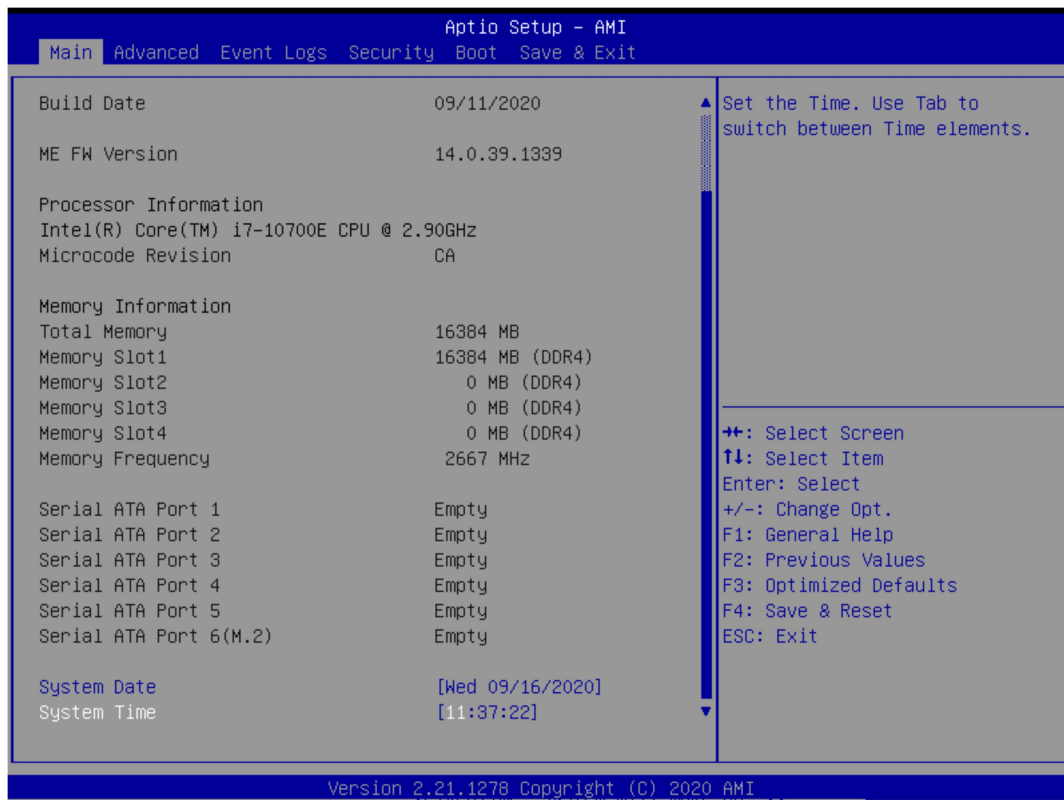 Aptio Setup - AMI
Main Advanced Event Logs Security Boot Save & Exit
Build Date 09/11/2020
ME FW Version 14.0.39.1339
Processor Information
Intel(R) Core(TM) i7-10700E CPU @ 2.90GHz
Microcode Revision CA
Memory Information
Total Memory 16384 MB
Memory Slot1 16384 MB (DDR4)
Memory Slot2 0 MB (DDR4)
Memory Slot3 0 MB (DDR4)
Memory Slot4 0 MB (DDR4)
Memory Frequency 2667 MHz
Serial ATA Port 1 Empty
Serial ATA Port 2 Empty
Serial ATA Port 3 Empty
Serial ATA Port 4 Empty
Serial ATA Port 5 Empty
Serial ATA Port 6(M.2) Empty
System Date [Wed 09/16/2020]
System Time [11:37:22]
Set the Time. Use Tab to
switch between Time elements.
→←: Select Screen
↑↓: Select Item
Enter: Select
+/-: Change Opt.
F1: General Help
F2: Previous Values
F3: Optimized Defaults
F4: Save & Reset
ESC: Exit
Version 2.21.1278 Copyright (C) 2020 AMI